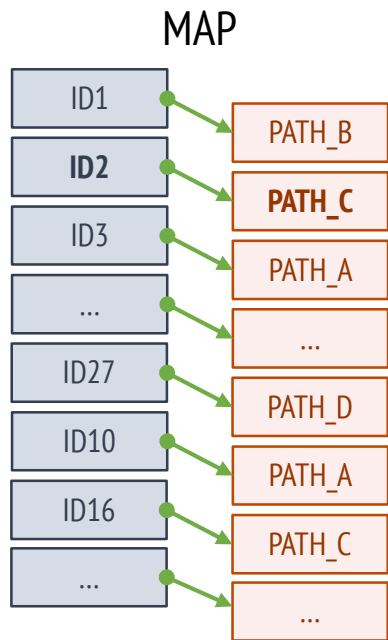 MAP
ID1
PATH_B
ID2
PATH_C
ID3
PATH_A
...
...
ID27
PATH_D
ID10
PATH_A
ID16
PATH_C
...
...